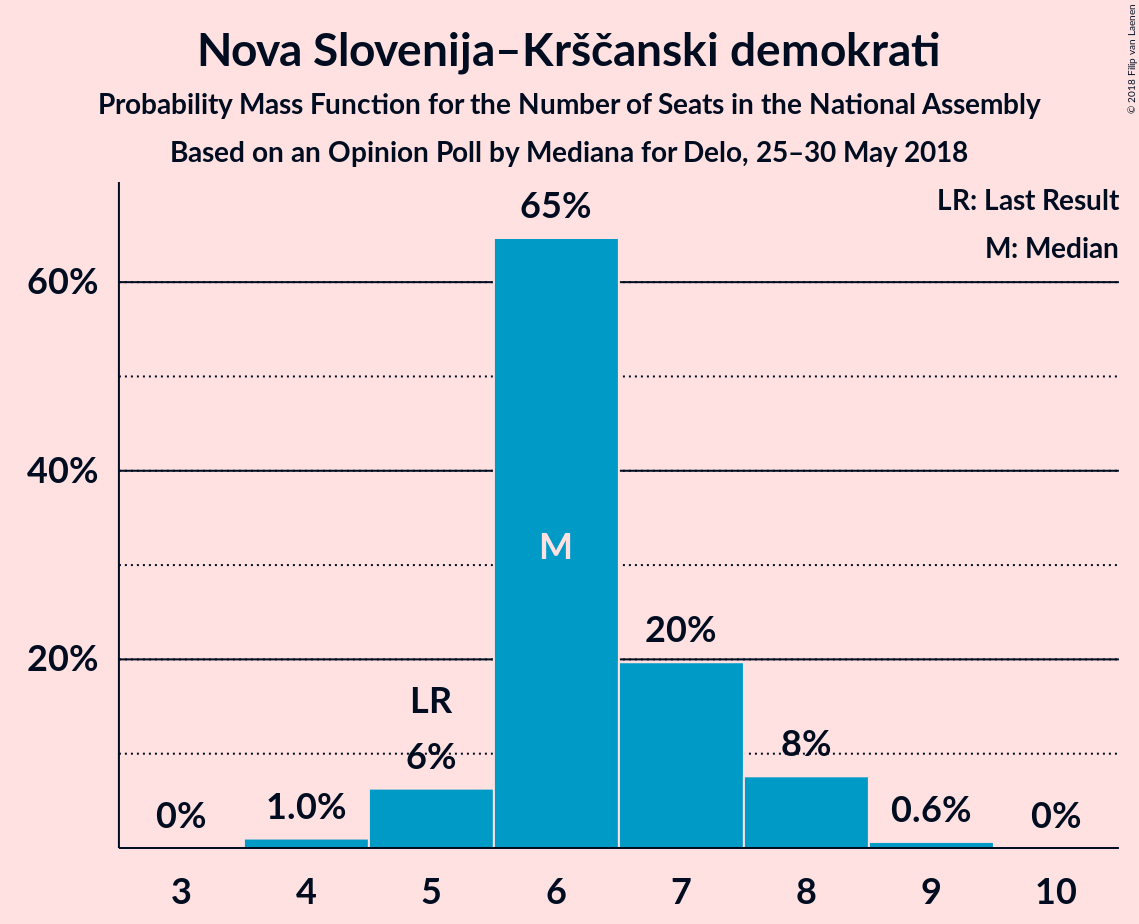 Nova Slovenija–Krščanski demokrati
Probability Mass Function for the Number of Seats in the National Assembly
Based on an Opinion Poll by Mediana for Delo, 25–30 May 2018
© 2018 Filip van Laenen
LR: Last Result
M: Median
60%
40%
20%
0%
1.0%
LR
6%
65%
M
20%
8%
0.6%
0%
3 4 5 6 7 8 9 10